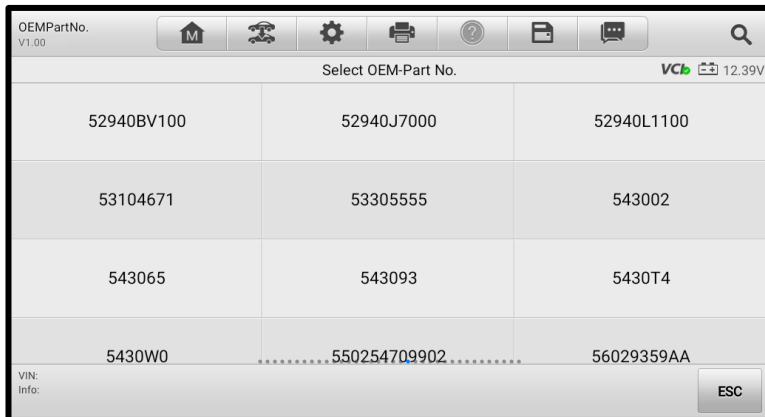 OEMPartNo.
V1.00
M
?
Select OEM-Part No.
VCI 12.39V
52940BV100 52940J7000 52940L1100
53104671 53305555 543002
543065 543093 5430T4
5430W0 550254709902 56029359AA
VIN:
Info:
ESC